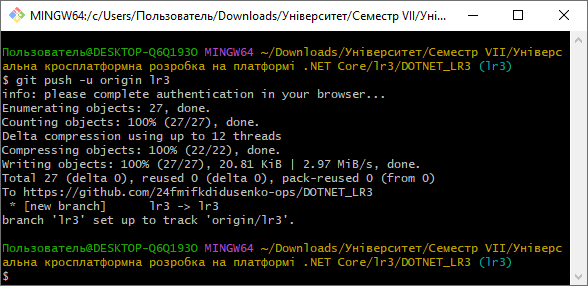 MINGW64:/c/Users/Пользователь/Downloads/Університет/Семестр VII/Уні...
Пользователь@DESKTOP-Q6Q193O MINGW64 ~/Downloads/Університет/Семестр VII/Універс
альна кросплатформна розробка на платформі .NET Core/lr3/DOTNET_LR3 (lr3)
$ git push -u origin lr3
info: please complete authentication in your browser...
Enumerating objects: 27, done.
Counting objects: 100% (27/27), done.
Delta compression using up to 12 threads
Compressing objects: 100% (22/22), done.
Writing objects: 100% (27/27), 20.81 KiB | 2.97 MiB/s, done.
Total 27 (delta 0), reused 0 (delta 0), pack-reused 0 (from 0)
To https://github.com/24fmifkdidusenko-ops/DOTNET_LR3
 * [new branch]      lr3 -> lr3
branch 'lr3' set up to track 'origin/lr3'.
Пользователь@DESKTOP-Q6Q193O MINGW64 ~/Downloads/Університет/Семестр VII/Універс
альна кросплатформна розробка на платформі .NET Core/lr3/DOTNET_LR3 (lr3)
$